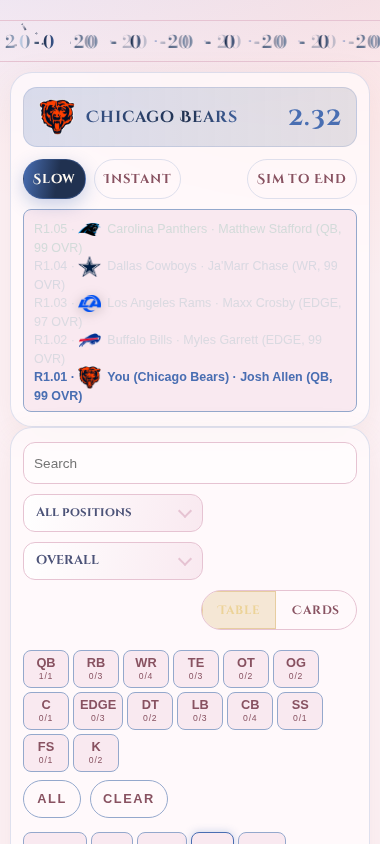 Chicago Bears 2.32
Slow Instant Sim to End
R1.05 · Carolina Panthers · Matthew Stafford (QB,
99 OVR)
R1.04 · Dallas Cowboys · Ja'Marr Chase (WR, 99
OVR)
R1.03 · Los Angeles Rams · Maxx Crosby (EDGE,
97 OVR)
R1.02 · Buffalo Bills · Myles Garrett (EDGE, 99
OVR)
R1.01 · You (Chicago Bears) · Josh Allen (QB,
99 OVR)
Search
All Positions
Overall
Table Cards
QB RB WR TE OT OG
1/1 0/3 0/4 0/3 0/2 0/2
C EDGE DT LB CB SS
0/1 0/3 0/2 0/3 0/4 0/1
FS K
0/1 0/2
ALL CLEAR